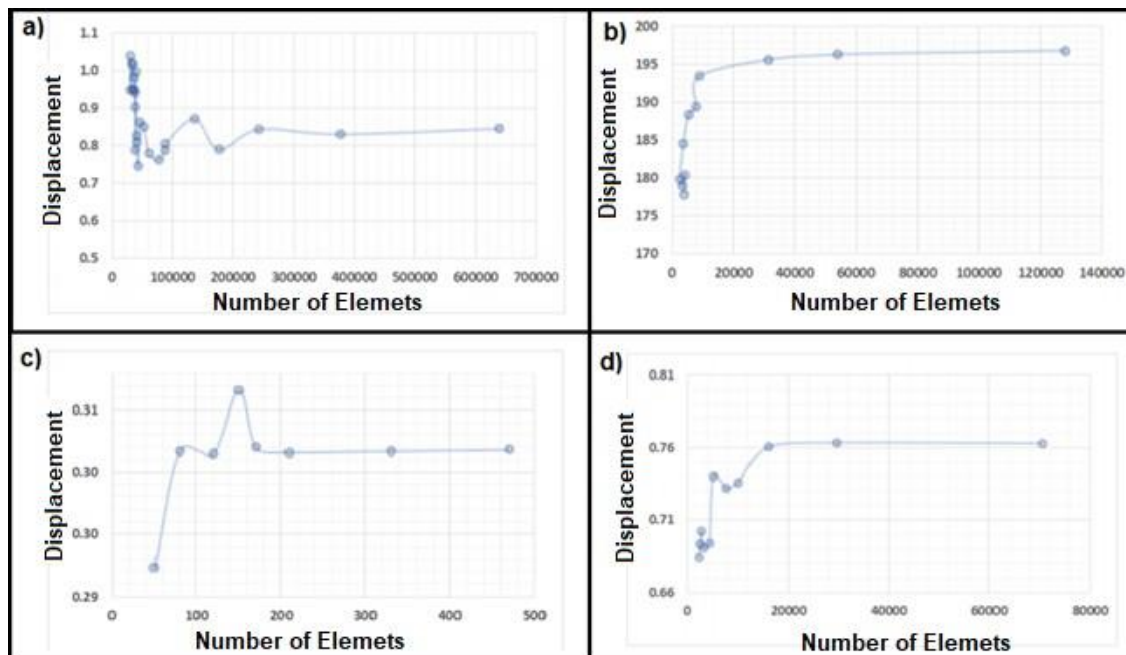 a)
1.1
1.0
0.9
0.8
0.7
0.6
0.5
Displacement
0 100000 200000 300000 400000 500000 600000 700000
Number of Elemets
b)
200
195
190
185
180
175
170
Displacement
0 20000 40000 60000 80000 100000 120000 140000
Number of Elemets
c)
0.31
0.30
0.30
0.29
Displacement
0 100 200 300 400 500
Number of Elemets
d)
0.81
0.76
0.71
0.66
Displacement
0 20000 40000 60000 80000
Number of Elemets